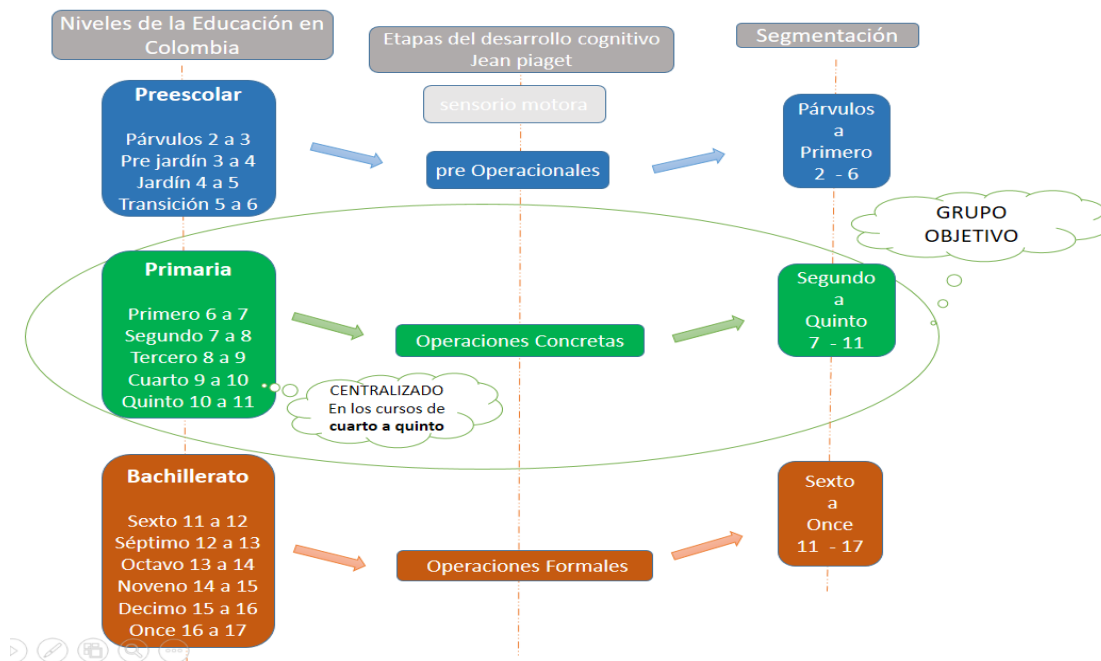 Niveles de la Educación en
Colombia
Etapas del desarrollo cognitivo
Jean piaget
Segmentación
Preescolar
Párvulos 2 a 3
Pre jardín 3 a 4
Jardín 4 a 5
Transición 5 a 6
sensorio motora
pre Operacionales
Párvulos
a
Primero
2 - 6
GRUPO
OBJETIVO
Primaria
Primero 6 a 7
Segundo 7 a 8
Tercero 8 a 9
Cuarto 9 a 10
Quinto 10 a 11
Operaciones Concretas
Segundo
a
Quinto
7 - 11
CENTRALIZADO
En los cursos de
cuarto a quinto
Bachillerato
Sexto 11 a 12
Séptimo 12 a 13
Octavo 13 a 14
Noveno 14 a 15
Decimo 15 a 16
Once 16 a 17
Operaciones Formales
Sexto
a
Once
11 - 17